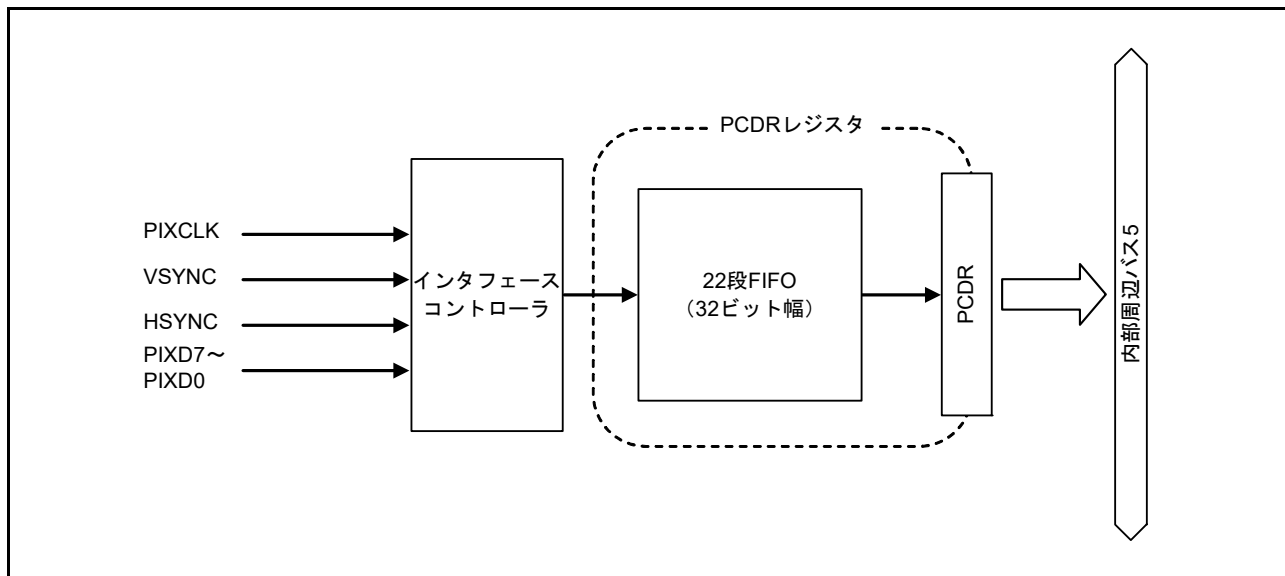 PCDRレジスタ
PIXCLK
VSYNC
HSYNC
PIXD7～
PIXD0
インタフェース
コントローラ
22段FIFO
（32ビット幅）
PCDR
内部周辺バス5